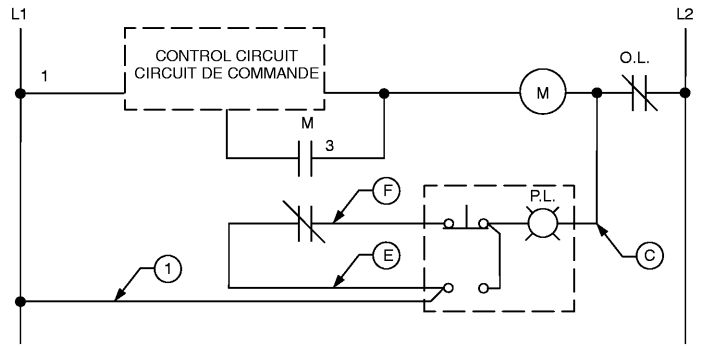 L1
L2
CONTROL CIRCUIT
CIRCUIT DE COMMANDE
O.L.
1
M
M
3
F
P.L.
E
C
1